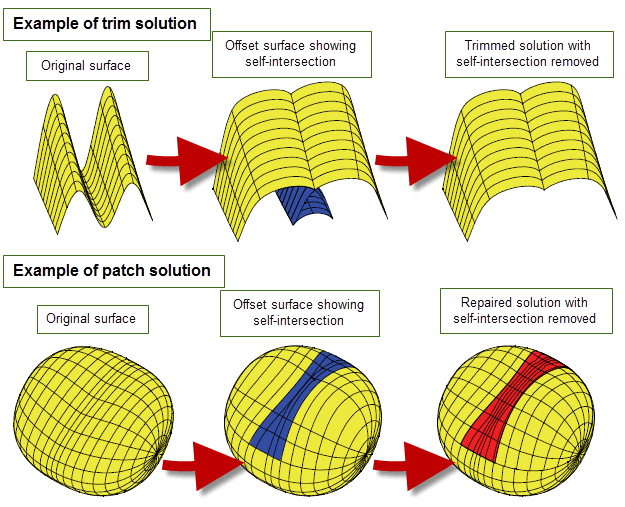 Example of trim solution
Original surface
Offset surface showing
self-intersection
Trimmed solution with
self-intersection removed
Example of patch solution
Original surface
Offset surface showing
self-intersection
Repaired solution with
self-intersection removed